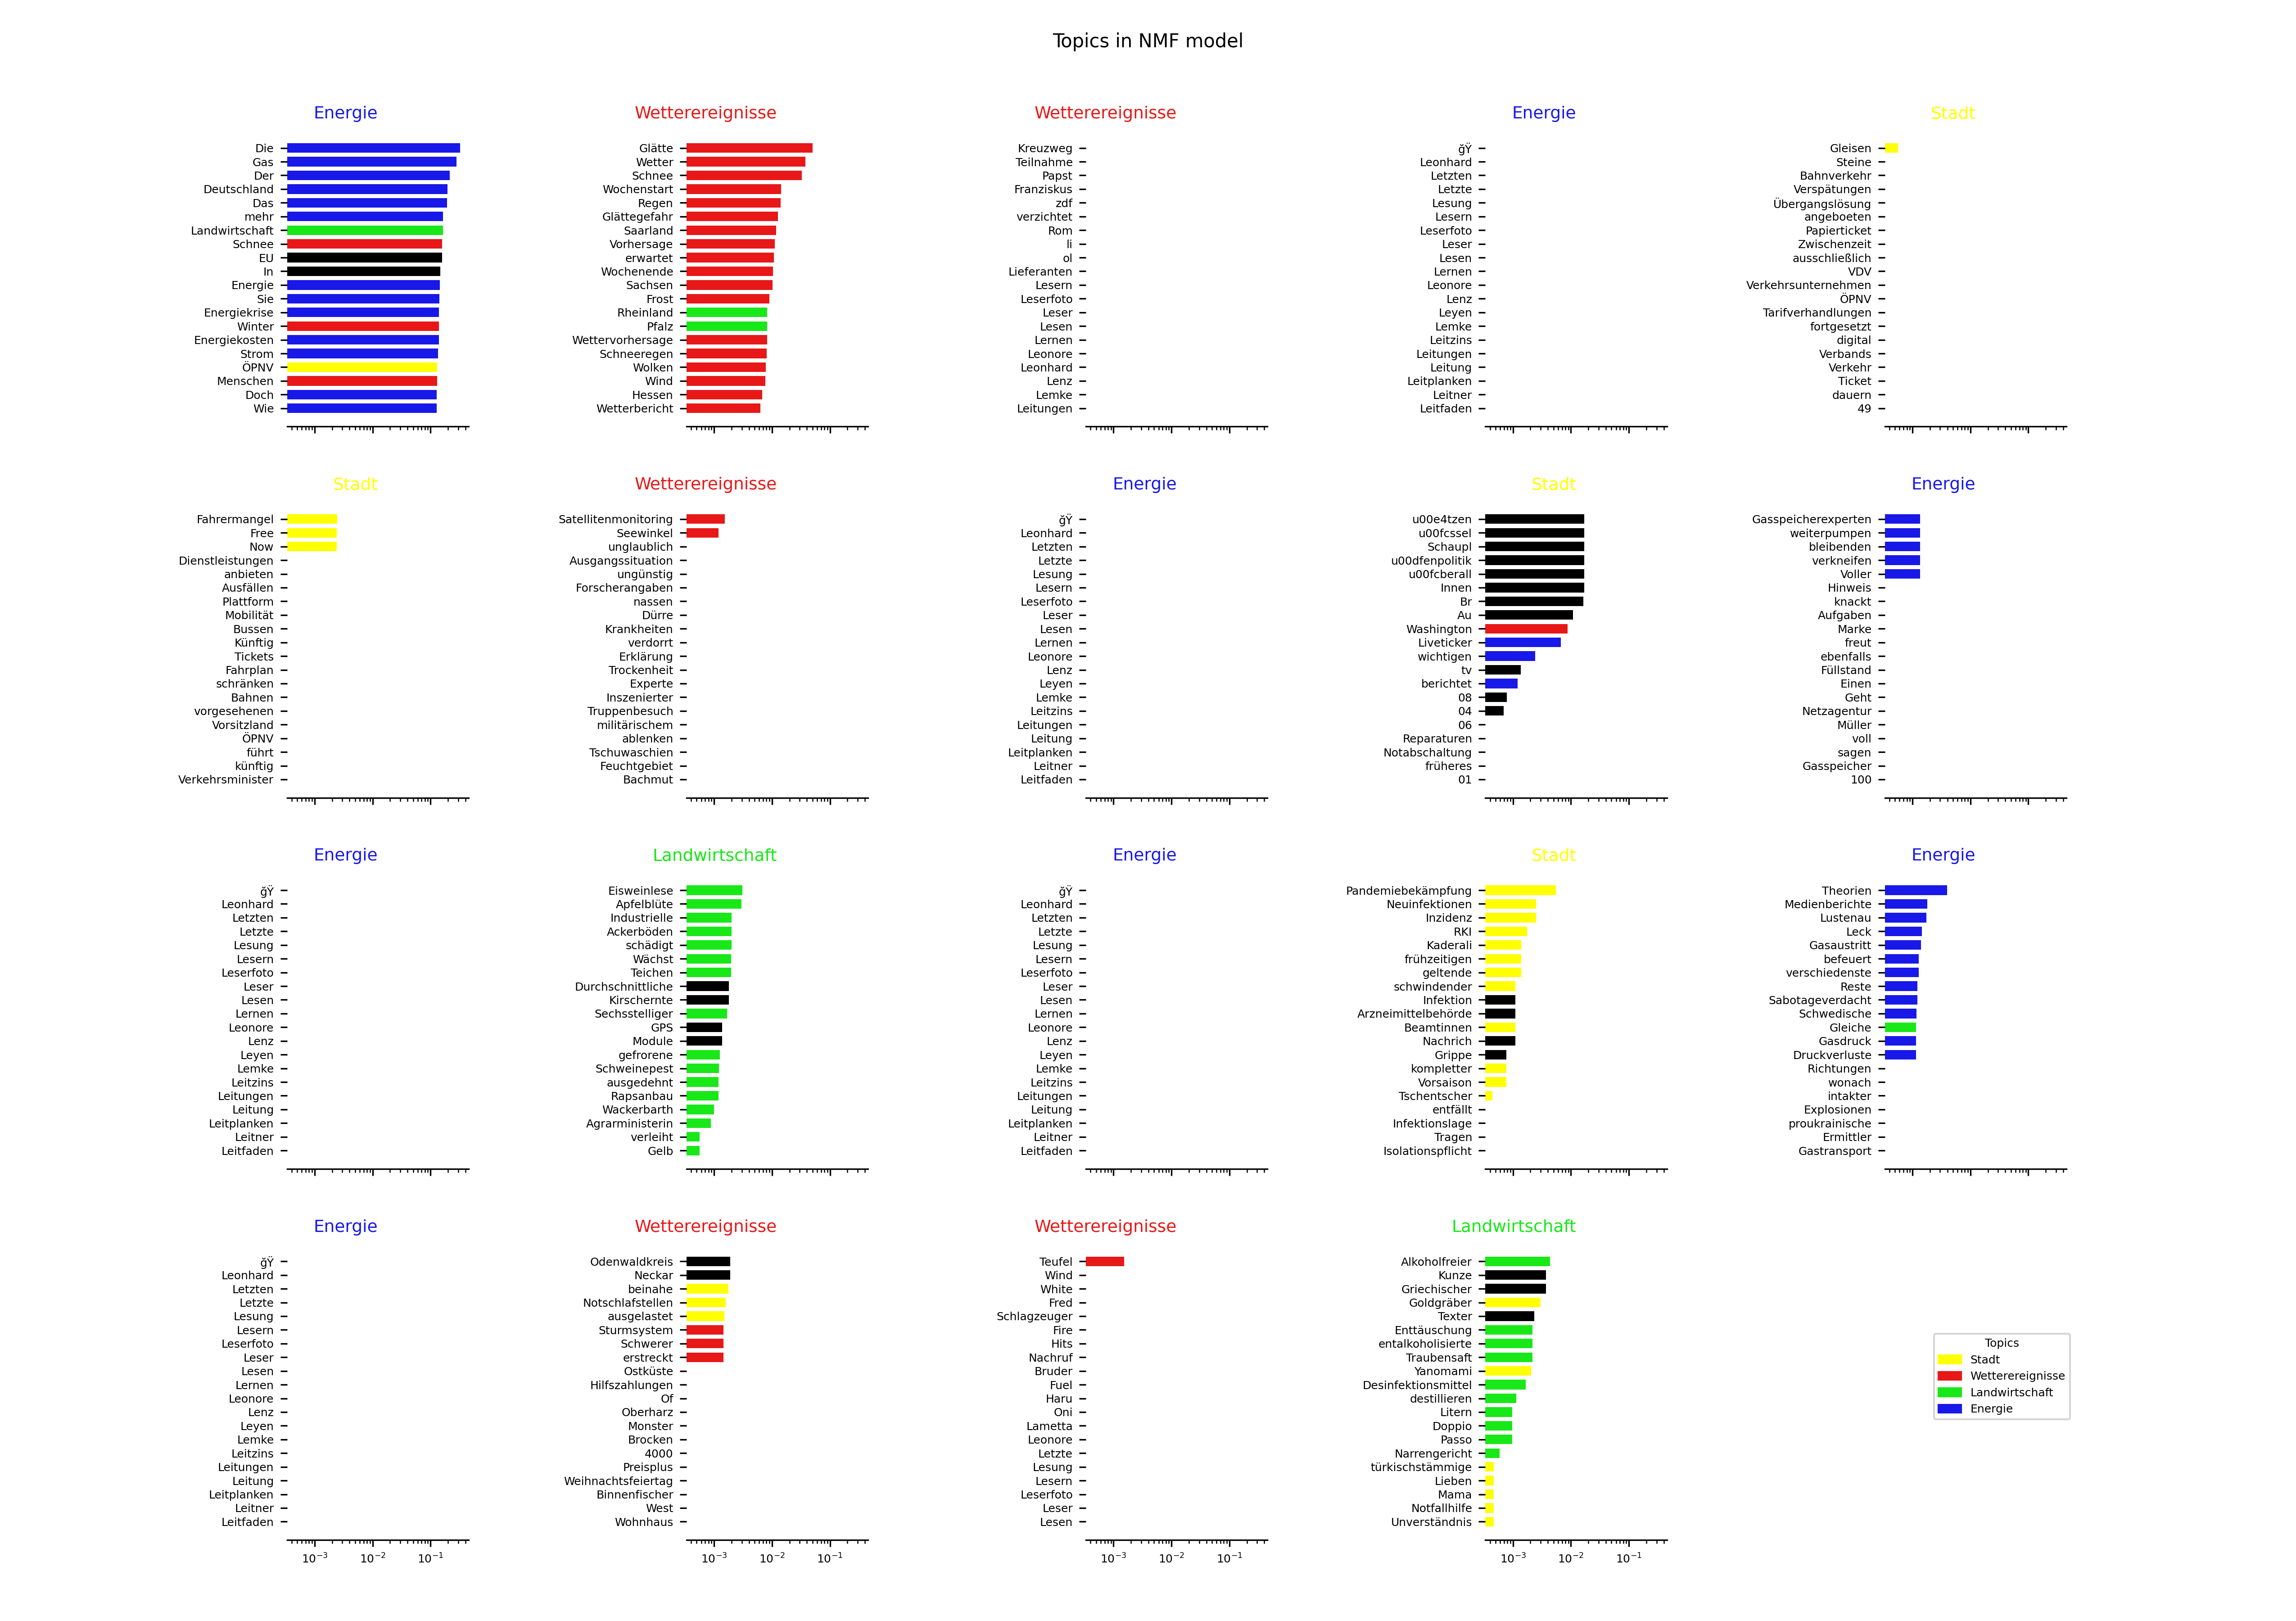 Topics in NMF model
Energie
Die
Gas
Der
Deutschland
Das
mehr
Landwirtschaft
Schnee
EU
In
Energie
Sie
Energiekrise
Winter
Energiekosten
Strom
ÖPNV
Menschen
Doch
Wie
Wetterereignisse
Glätte
Wetter
Schnee
Wochenstart
Regen
Glättegefahr
Saarland
Vorhersage
erwartet
Wochenende
Sachsen
Frost
Rheinland
Pfalz
Wettervorhersage
Schneeregen
Wolken
Wind
Hessen
Wetterbericht
Wetterereignisse
Kreuzweg
Teilnahme
Papst
Franziskus
zdf
verzichtet
Rom
li
ol
Lieferanten
Lesern
Leserfoto
Leser
Lesen
Lernen
Leonore
Leonhard
Lenz
Lemke
Leitungen
Energie
ğŸ
Leonhard
Letzten
Letzte
Lesung
Lesern
Leserfoto
Leser
Lesen
Lernen
Leonore
Lenz
Leyen
Lemke
Leitzins
Leitungen
Leitung
Leitplanken
Leitner
Leitfaden
Stadt
Gleisen
Steine
Bahnverkehr
Verspätungen
Übergangslösung
angeboeten
Papierticket
Zwischenzeit
ausschließlich
VDV
Verkehrsunternehmen
ÖPNV
Tarifverhandlungen
fortgesetzt
digital
Verbands
Verkehr
Ticket
dauern
49
Stadt
Fahrermangel
Free
Now
Dienstleistungen
anbieten
Ausfällen
Plattform
Mobilität
Bussen
Künftig
Tickets
Fahrplan
schränken
Bahnen
vorgesehenen
Vorsitzland
ÖPNV
führt
künftig
Verkehrsminister
Wetterereignisse
Satellitenmonitoring
Seewinkel
unglaublich
Ausgangssituation
ungünstig
Forscherangaben
nassen
Dürre
Krankheiten
verdorrt
Erklärung
Trockenheit
Experte
Inszenierter
Truppenbesuch
militärischem
ablenken
Tschuwaschien
Feuchtgebiet
Bachmut
Energie
ğŸ
Leonhard
Letzten
Letzte
Lesung
Lesern
Leserfoto
Leser
Lesen
Lernen
Leonore
Lenz
Leyen
Lemke
Leitzins
Leitungen
Leitung
Leitplanken
Leitner
Leitfaden
Stadt
u00e4tzen
u00fcssel
Schaupl
u00dfenpolitik
u00fcberall
Innen
Br
Au
Washington
Liveticker
wichtigen
tv
berichtet
08
04
06
Reparaturen
Notabschaltung
früheres
01
Energie
Gasspeicherexperten
weiterpumpen
bleibenden
verkneifen
Voller
Hinweis
knackt
Aufgaben
Marke
freut
ebenfalls
Füllstand
Einen
Geht
Netzagentur
Müller
voll
sagen
Gasspeicher
100
Energie
ğŸ
Leonhard
Letzten
Letzte
Lesung
Lesern
Leserfoto
Leser
Lesen
Lernen
Leonore
Lenz
Leyen
Lemke
Leitzins
Leitungen
Leitung
Leitplanken
Leitner
Leitfaden
Landwirtschaft
Eisweinlese
Apfelblüte
Industrielle
Ackerböden
schädigt
Wächst
Teichen
Durchschnittliche
Kirschernte
Sechsstelliger
GPS
Module
gefrorene
Schweinepest
ausgedehnt
Rapsanbau
Wackerbarth
Agrarministerin
verleiht
Gelb
Energie
ğŸ
Leonhard
Letzten
Letzte
Lesung
Lesern
Leserfoto
Leser
Lesen
Lernen
Leonore
Lenz
Leyen
Lemke
Leitzins
Leitungen
Leitung
Leitplanken
Leitner
Leitfaden
Stadt
Pandemiebekämpfung
Neuinfektionen
Inzidenz
RKI
Kaderali
frühzeitigen
geltende
schwindender
Infektion
Arzneimittelbehörde
Beamtinnen
Nachrich
Grippe
kompletter
Vorsaison
Tschentscher
entfällt
Infektionslage
Tragen
Isolationspflicht
Energie
Theorien
Medienberichte
Lustenau
Leck
Gasaustritt
befeuert
verschiedenste
Reste
Sabotageverdacht
Schwedische
Gleiche
Gasdruck
Druckverluste
Richtungen
wonach
intakter
Explosionen
proukrainische
Ermittler
Gastransport
Energie
ğŸ
Leonhard
Letzten
Letzte
Lesung
Lesern
Leserfoto
Leser
Lesen
Lernen
Leonore
Lenz
Leyen
Lemke
Leitzins
Leitungen
Leitung
Leitplanken
Leitner
Leitfaden
10⁻³ 10⁻² 10⁻¹
Wetterereignisse
Odenwaldkreis
Neckar
beinahe
Notschlafstellen
ausgelastet
Sturmsystem
Schwerer
erstreckt
Ostküste
Hilfszahlungen
Of
Oberharz
Monster
Brocken
4000
Preisplus
Weihnachtsfeiertag
Binnenfischer
West
Wohnhaus
10⁻³ 10⁻² 10⁻¹
Wetterereignisse
Teufel
Wind
White
Fred
Schlagzeuger
Fire
Hits
Nachruf
Bruder
Fuel
Haru
Oni
Lametta
Leonore
Letzte
Lesung
Lesern
Leserfoto
Leser
Lesen
10⁻³ 10⁻² 10⁻¹
Landwirtschaft
Alkoholfreier
Kunze
Griechischer
Goldgräber
Texter
Enttäuschung
entalkoholisierte
Traubensaft
Yanomami
Desinfektionsmittel
destillieren
Litern
Doppio
Passo
Narrengericht
türkischstämmige
Lieben
Mama
Notfallhilfe
Unverständnis
10⁻³ 10⁻² 10⁻¹
Topics
Stadt
Wetterereignisse
Landwirtschaft
Energie